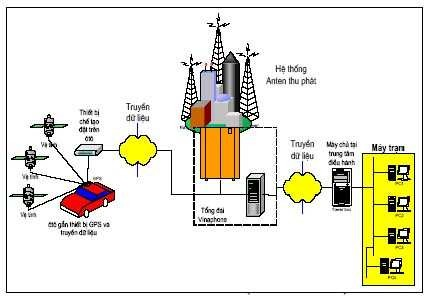 Hệ thống
Anten thu phát
Thiết bị
chế tạo
đặt trên
ôtô
Truyền
dữ liệu
Vệ tinh
Vệ tinh
Vệ tinh
GPS
ôtô gắn thiết bị GPS và
truyền dữ liệu
Tổng đài
Vinaphone
Truyền
dữ liệu
Máy chủ tại
trung tâm
điều hành
Máy trạm
PC1
PC2
PC3